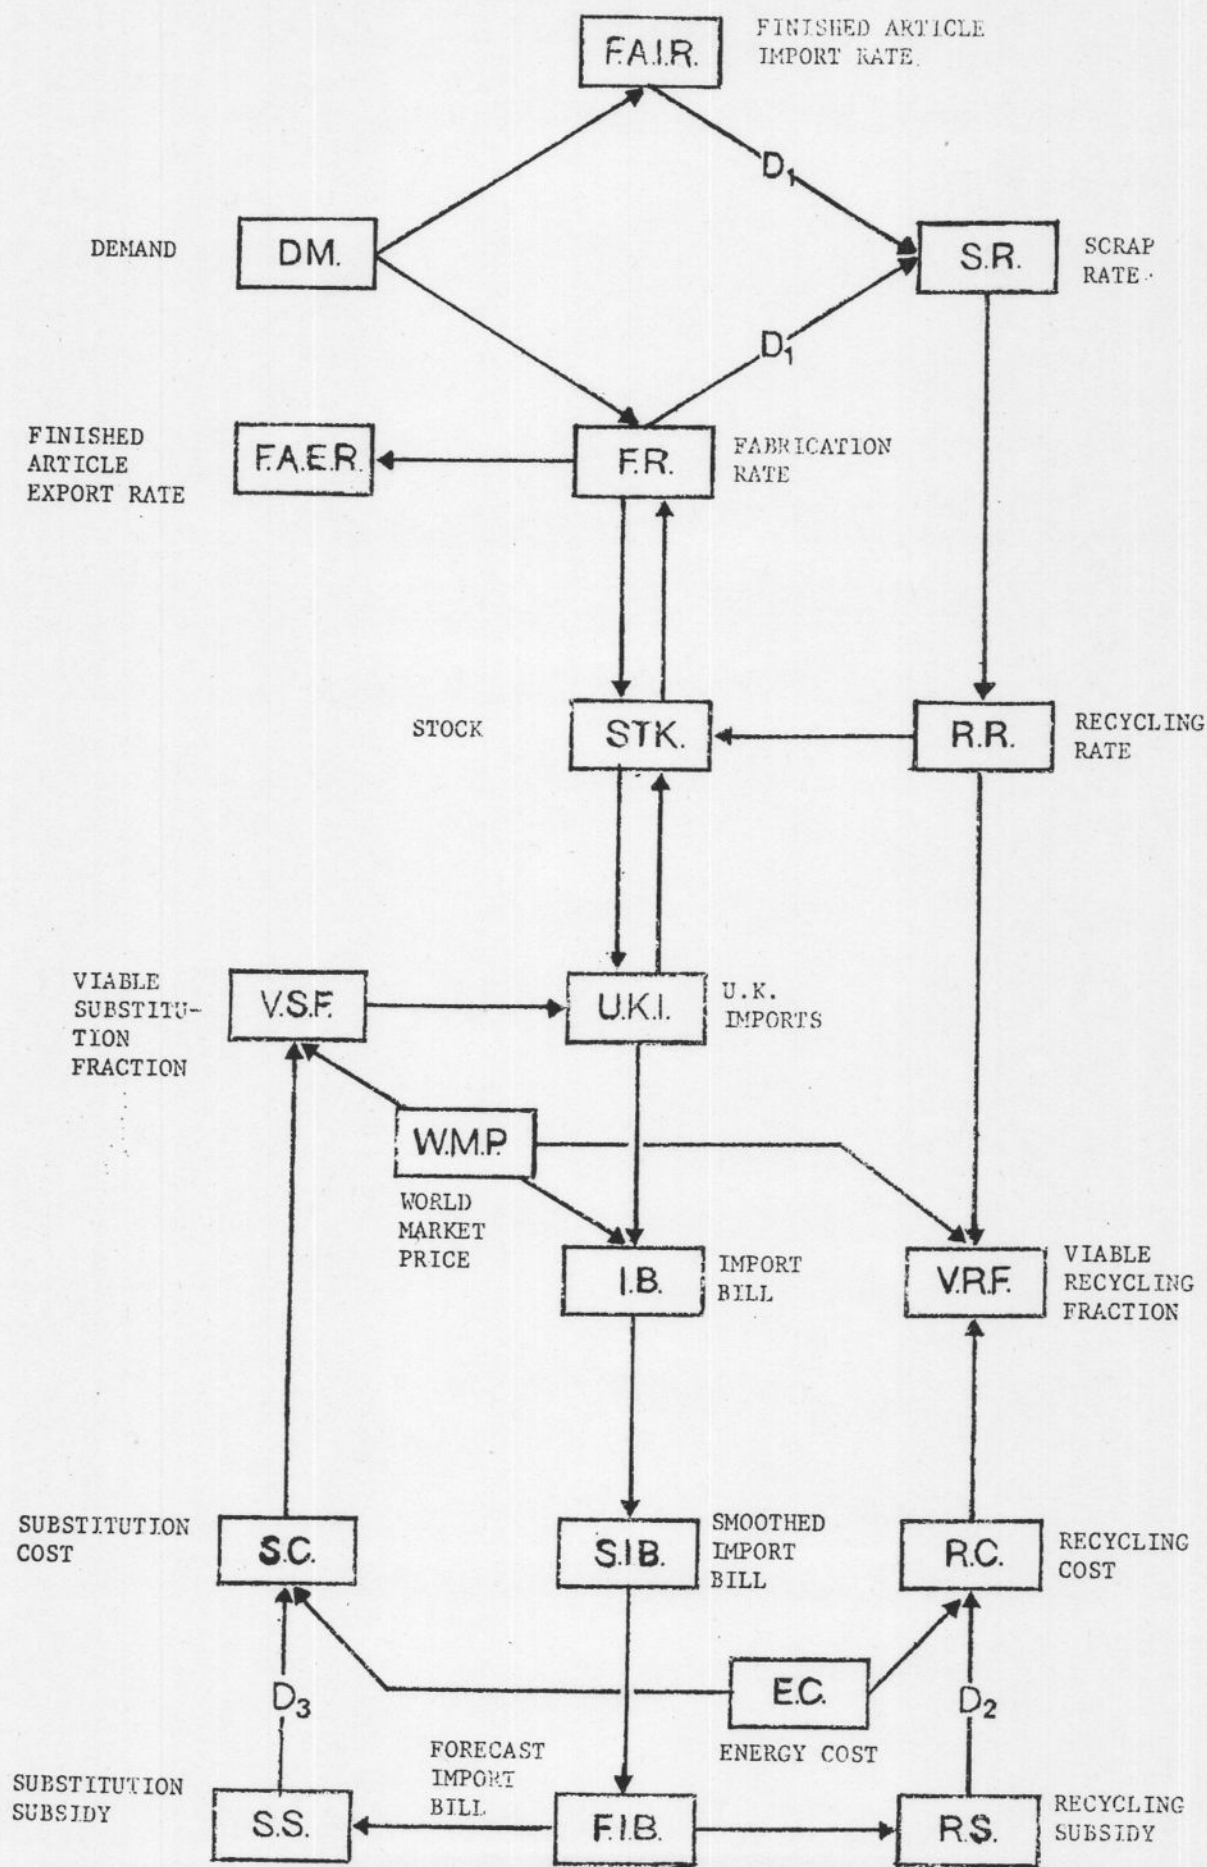 F.A.I.R.
FINISHED ARTICLE
IMPORT RATE.
D1
DEMAND
DM.
S.R.
SCRAP
RATE.
D1
FINISHED
ARTICLE
EXPORT RATE
F.A.E.R.
F.R.
FABRICATION
RATE
STOCK
STK.
R.R.
RECYCLING
RATE
VIABLE
SUBSTITU-
TION
FRACTION
V.S.F.
U.K.I.
U.K.
IMPORTS
W.M.P.
WORLD
MARKET
PRICE
I.B.
IMPORT
BILL
V.R.F.
VIABLE
RECYCLING
FRACTION
SUBSTITUTION
COST
S.C.
S.I.B.
SMOOTHED
IMPORT
BILL
R.C.
RECYCLING
COST
D3
E.C.
ENERGY COST
D2
SUBSTITUTION
SUBSIDY
S.S.
FORECAST
IMPORT
BILL
F.I.B.
R.S.
RECYCLING
SUBSIDY